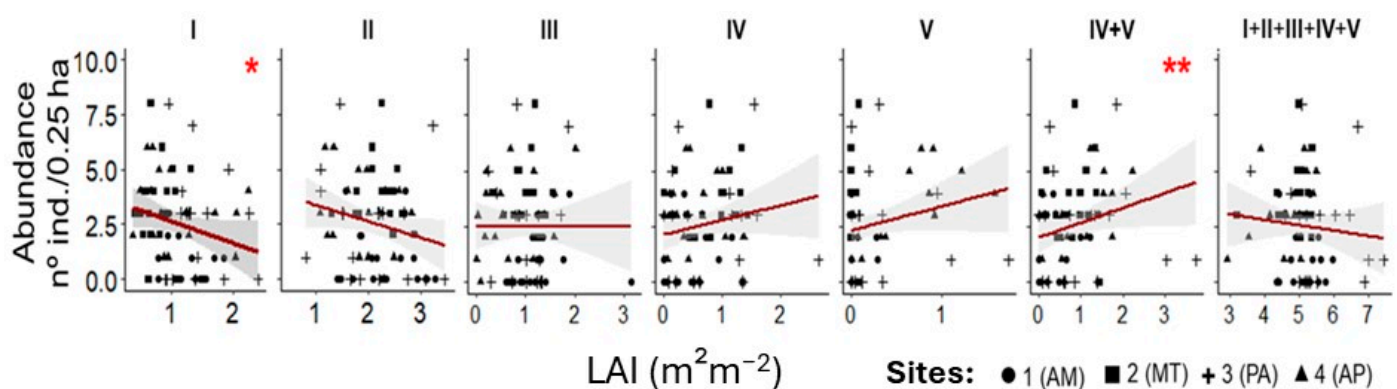 I II III IV V IV+V I+II+III+IV+V
Abundance
nº ind./0.25 ha
10.0 * **
7.5
5.0
2.5
0.0
1 2 1 2 3 0 1 2 3 0 1 2 0 1 0 1 2 3 3 4 5 6 7
LAI (m²m⁻²) Sites: ● 1 (AM) ■ 2 (MT) + 3 (PA) ▲ 4 (AP)